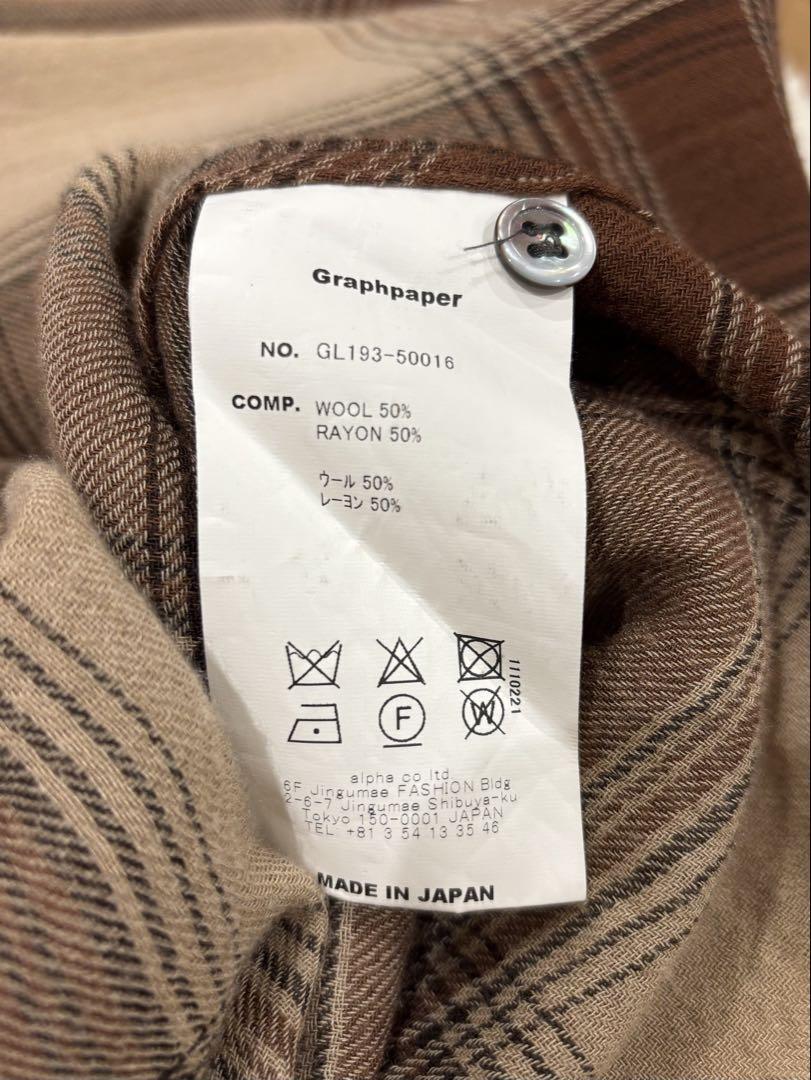 Graphpaper
NO. GL193-50016
COMP. WOOL 50%
RAYON 50%
ウール 50%
レーヨン 50%
1110221
F
W
alpha co ltd.
6F Jingumae FASHION Bldg
2-6-7 Jingumae Shibuya-ku
Tokyo 150-0001 JAPAN
TEL: +81 3 54 13 35 46
MADE IN JAPAN